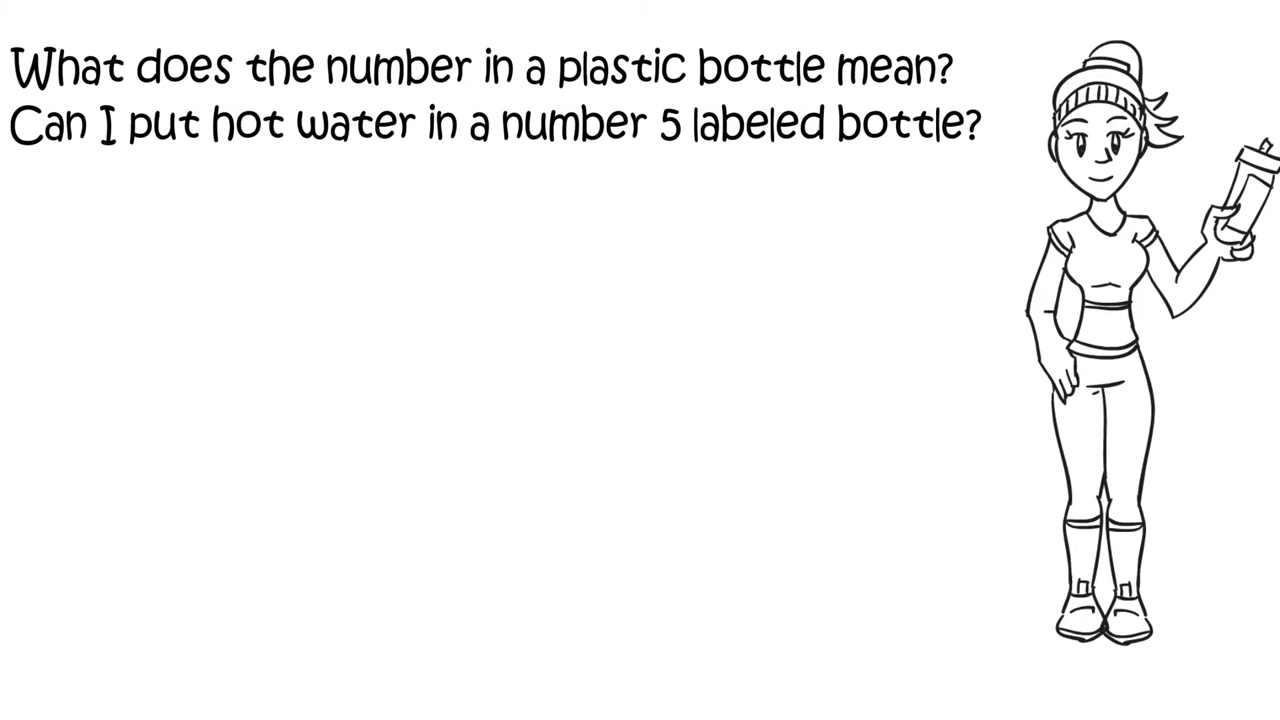 What does the number in a plastic bottle mean?
Can I put hot water in a number 5 labeled bottle?